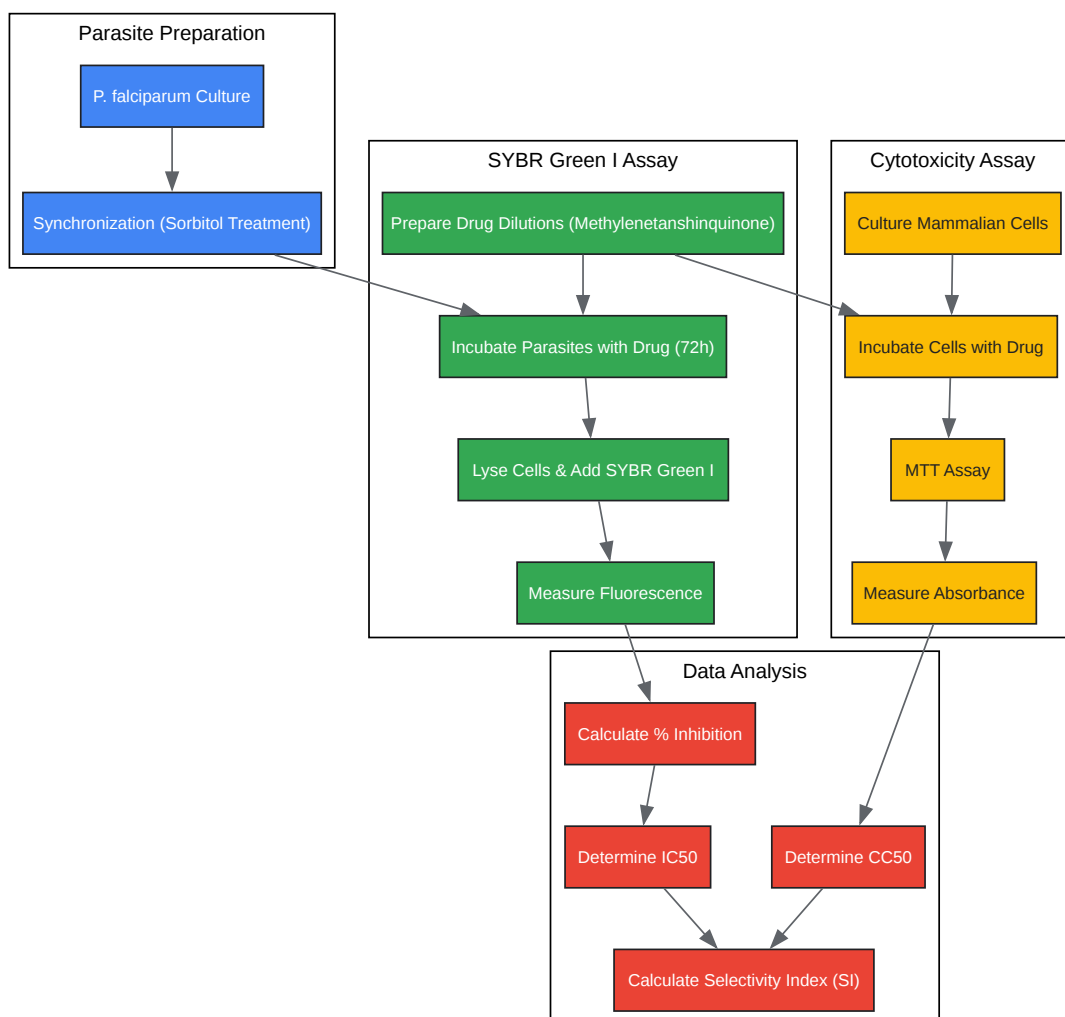 Parasite Preparation
P. falciparum Culture
Synchronization (Sorbitol Treatment)
SYBR Green I Assay
Prepare Drug Dilutions (Methylenetanshinquinone)
Incubate Parasites with Drug (72h)
Lyse Cells & Add SYBR Green I
Measure Fluorescence
Cytotoxicity Assay
Culture Mammalian Cells
Incubate Cells with Drug
MTT Assay
Measure Absorbance
Data Analysis
Calculate % Inhibition
Determine IC50
Determine CC50
Calculate Selectivity Index (SI)